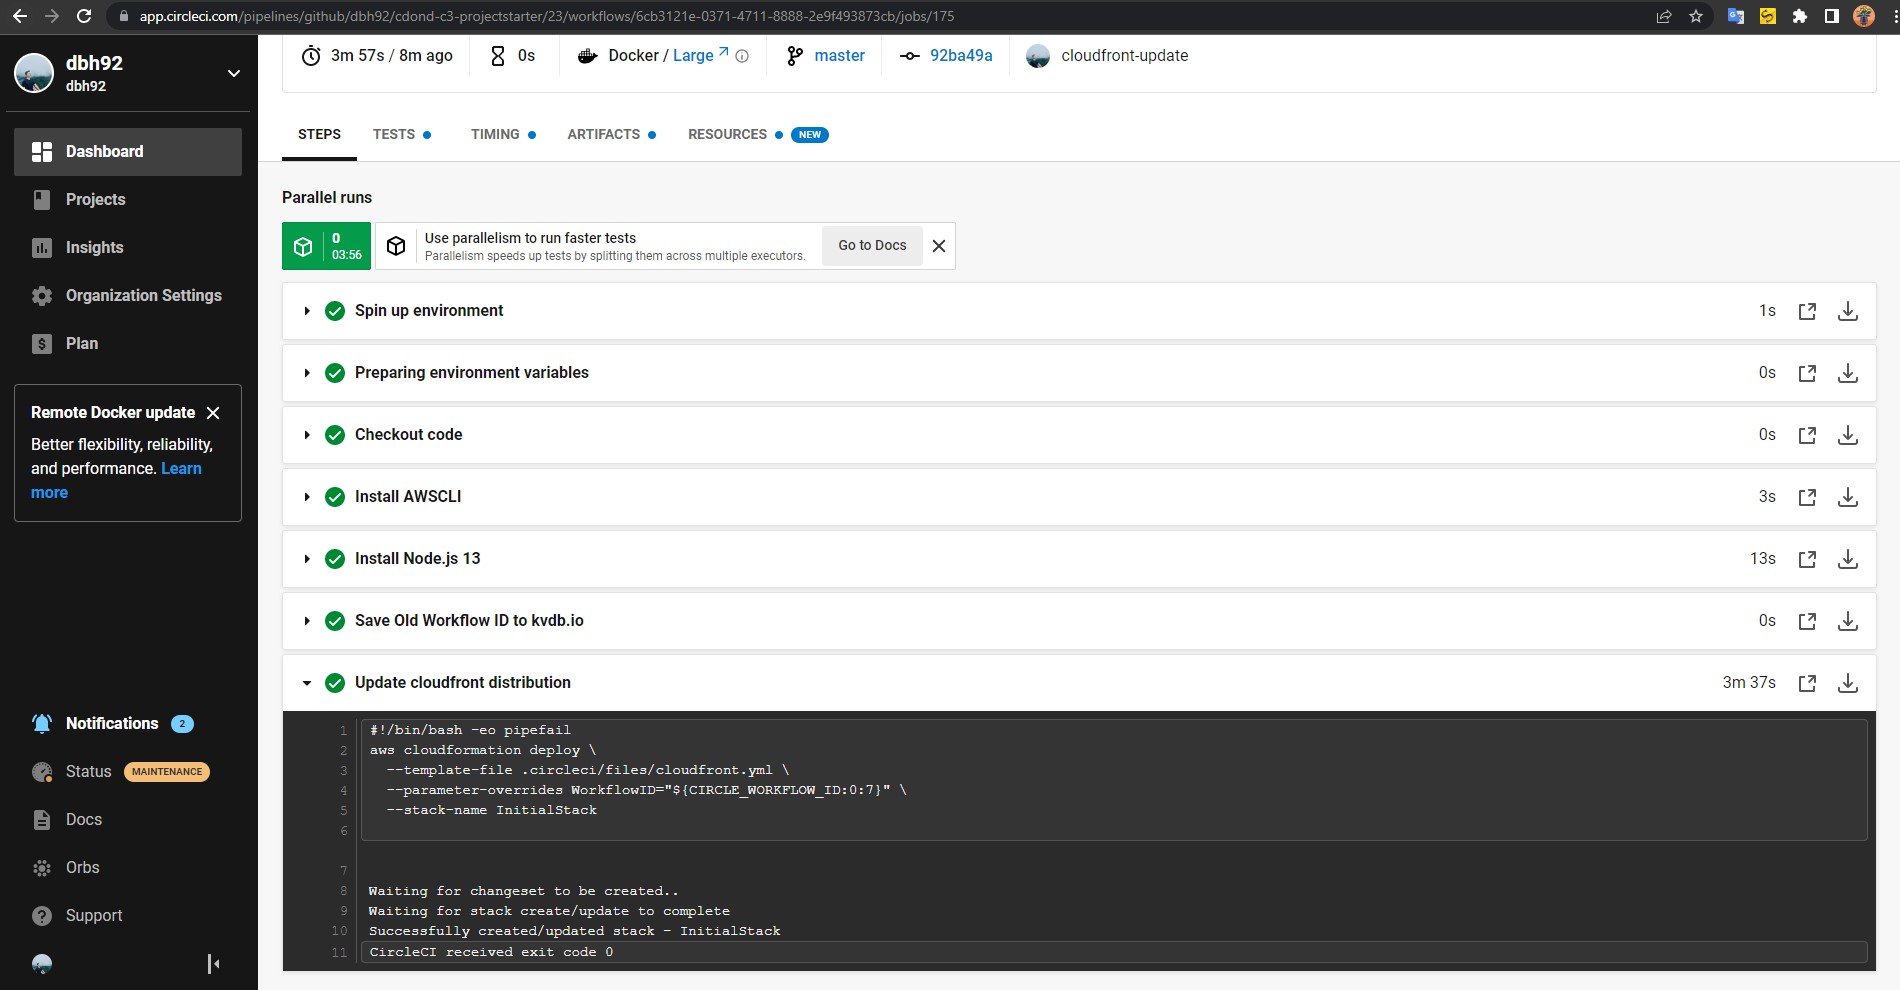 app.circleci.com/pipelines/github/dbh92/cdond-c3-projectstarter/23/workflows/6cb3121e-0371-4711-8888-2e9f493873cb/jobs/175
dbh92
dbh92
Dashboard
Projects
Insights
Organization Settings
Plan
Remote Docker update
Better flexibility, reliability,
and performance. Learn
more
Notifications 2
Status MAINTENANCE
Docs
Orbs
Support
3m 57s / 8m ago
0s
Docker / Large
master
92ba49a
cloudfront-update
STEPS
TESTS
TIMING
ARTIFACTS
RESOURCES NEW
Parallel runs
0
03:56
Use parallelism to run faster tests
Parallelism speeds up tests by splitting them across multiple executors.
Go to Docs
Spin up environment 1s
Preparing environment variables 0s
Checkout code 0s
Install AWSCLI 3s
Install Node.js 13 13s
Save Old Workflow ID to kvdb.io 0s
Update cloudfront distribution 3m 37s
1 #!/bin/bash -eo pipefail
2 aws cloudformation deploy \
3 --template-file .circleci/files/cloudfront.yml \
4 --parameter-overrides WorkflowID="${CIRCLE_WORKFLOW_ID:0:7}" \
5 --stack-name InitialStack
6
7
8 Waiting for changeset to be created..
9 Waiting for stack create/update to complete
10 Successfully created/updated stack - InitialStack
11 CircleCI received exit code 0